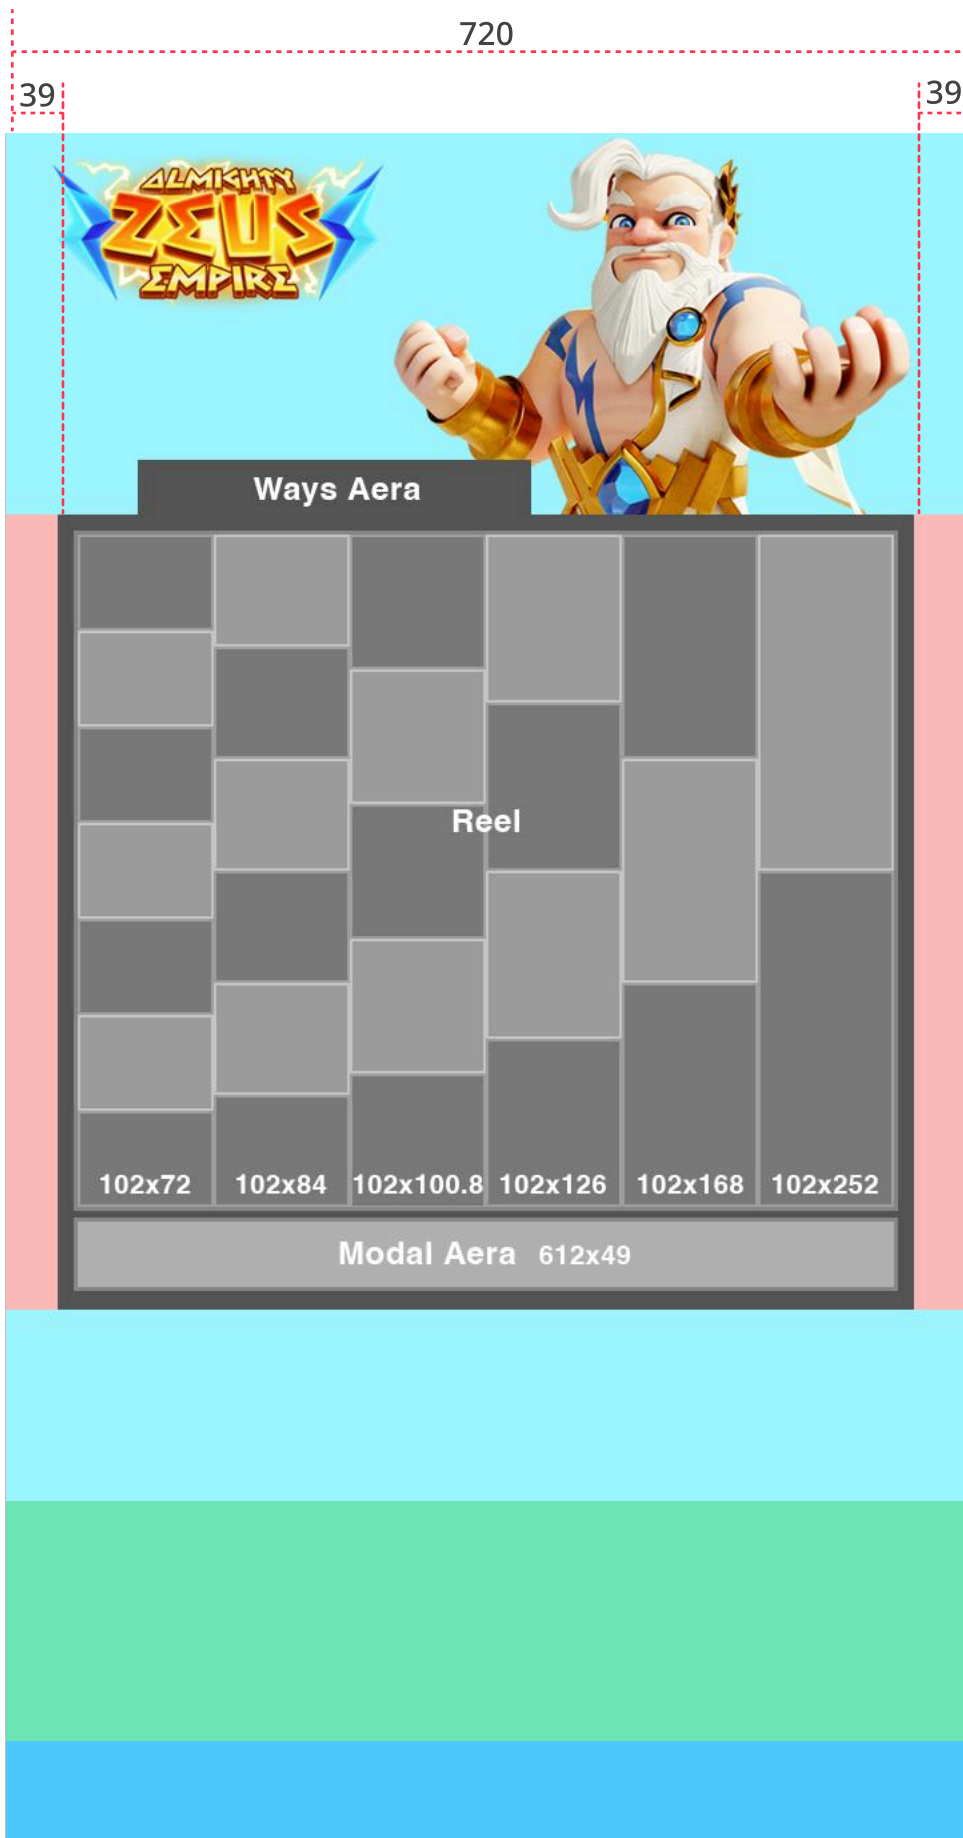 720
39
39
ALMIGHTY
ZEUS
EMPIRE
Ways Aera
Reel
102x72
102x84
102x100.8
102x126
102x168
102x252
Modal Aera 612x49